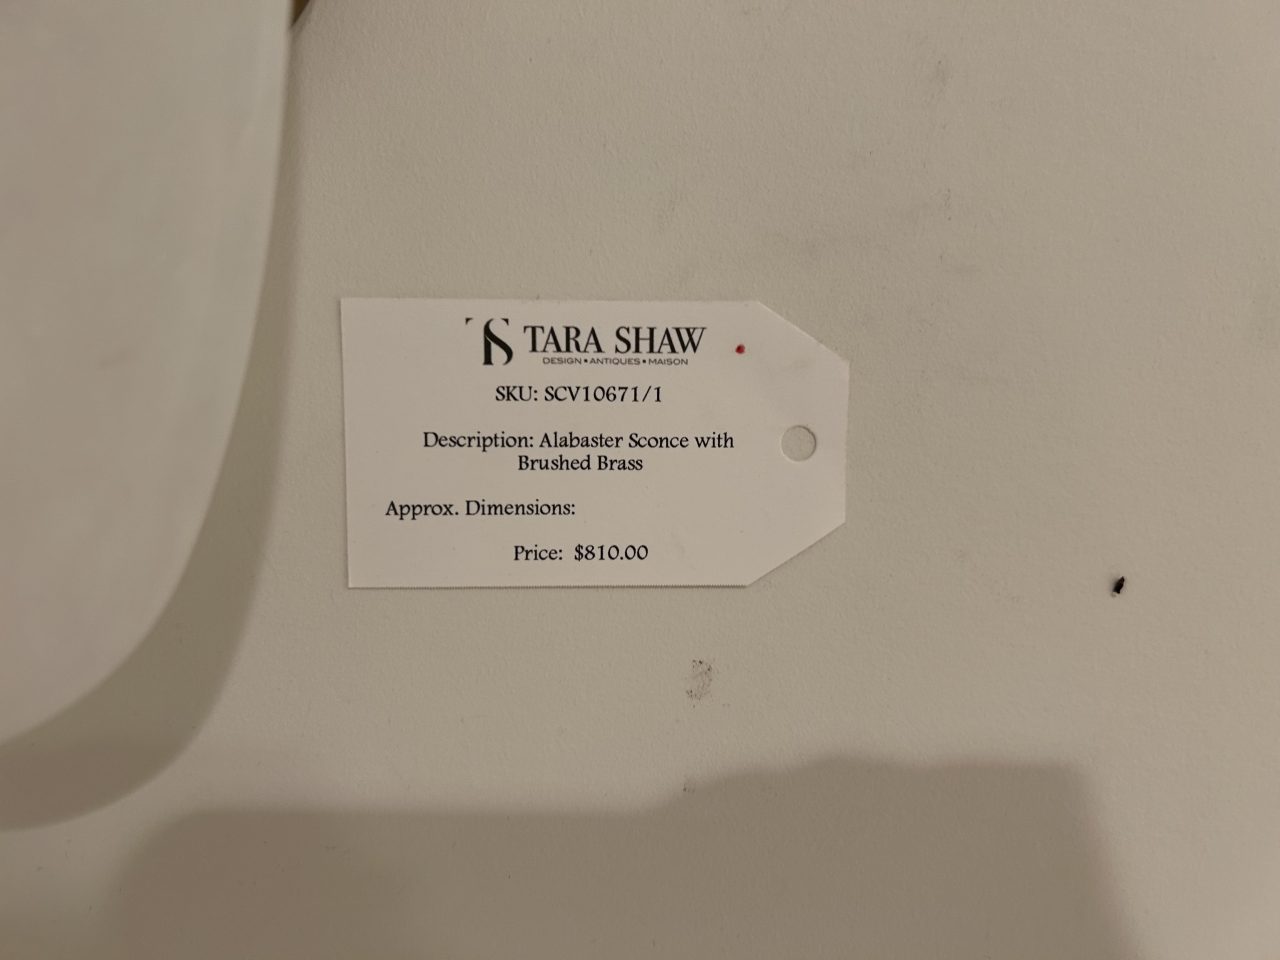 TS TARA SHAW
DESIGN • ANTIQUES • MAISON
SKU: SCV10671/1
Description: Alabaster Sconce with
Brushed Brass
Approx. Dimensions:
Price: $810.00